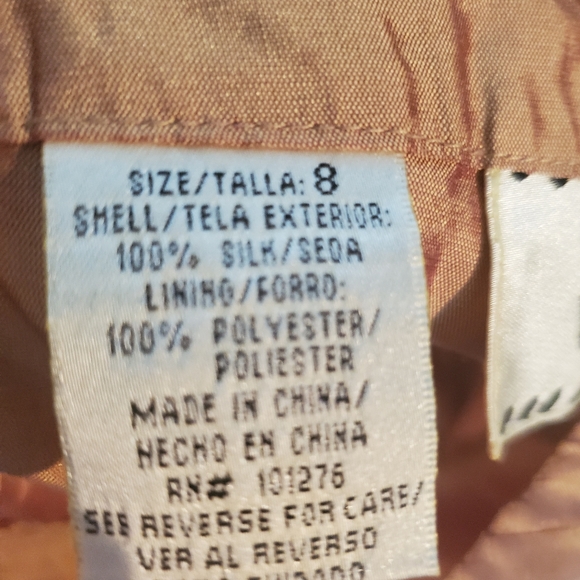 SIZE/TALLA: 8
SHELL/TELA EXTERIOR:
100% SILK/SEDA
LINING/FORRO:
100% POLYESTER/
POLIESTER
MADE IN CHINA/
HECHO EN CHINA
RN# 101276
SEE REVERSE FOR CARE/
VER AL REVERSO
CUIDADO